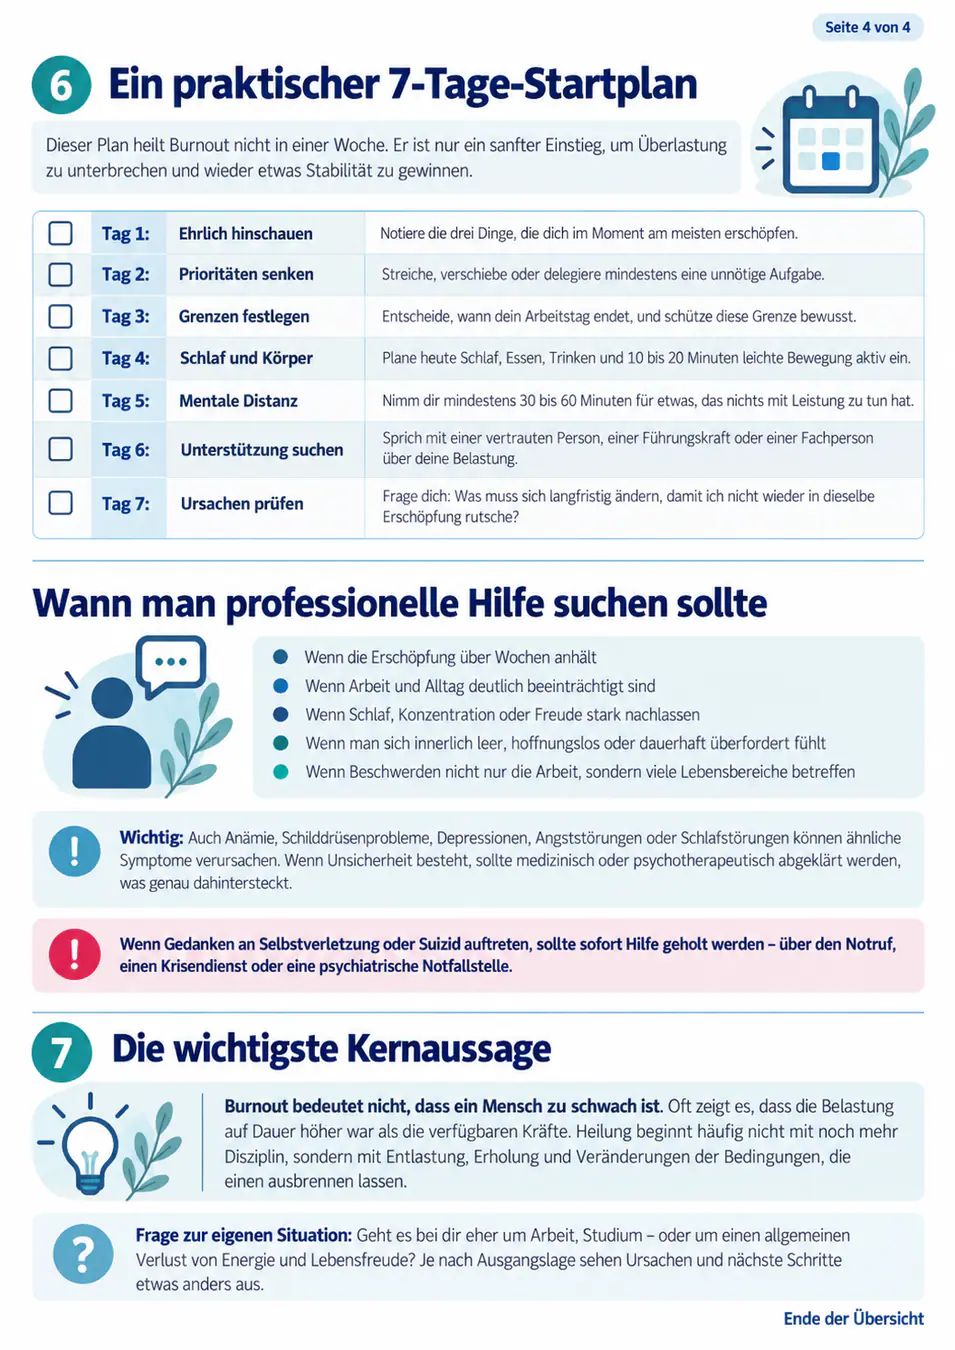 Seite 4 von 4
6 Ein praktischer 7-Tage-Startplan
Dieser Plan heilt Burnout nicht in einer Woche. Er ist nur ein sanfter Einstieg, um Überlastung
zu unterbrechen und wieder etwas Stabilität zu gewinnen.
Tag 1: Ehrlich hinschauen Notiere die drei Dinge, die dich im Moment am meisten erschöpfen.
Tag 2: Prioritäten senken Streiche, verschiebe oder delegiere mindestens eine unnötige Aufgabe.
Tag 3: Grenzen festlegen Entscheide, wann dein Arbeitstag endet, und schütze diese Grenze bewusst.
Tag 4: Schlaf und Körper Plane heute Schlaf, Essen, Trinken und 10 bis 20 Minuten leichte Bewegung aktiv ein.
Tag 5: Mentale Distanz Nimm dir mindestens 30 bis 60 Minuten für etwas, das nichts mit Leistung zu tun hat.
Tag 6: Unterstützung suchen Sprich mit einer vertrauten Person, einer Führungskraft oder einer Fachperson
über deine Belastung.
Tag 7: Ursachen prüfen Frage dich: Was muss sich langfristig ändern, damit ich nicht wieder in dieselbe
Erschöpfung rutsche?
Wann man professionelle Hilfe suchen sollte
Wenn die Erschöpfung über Wochen anhält
Wenn Arbeit und Alltag deutlich beeinträchtigt sind
Wenn Schlaf, Konzentration oder Freude stark nachlassen
Wenn man sich innerlich leer, hoffnungslos oder dauerhaft überfordert fühlt
Wenn Beschwerden nicht nur die Arbeit, sondern viele Lebensbereiche betreffen
! Wichtig: Auch Anämie, Schilddrüsenprobleme, Depressionen, Angststörungen oder Schlafstörungen können ähnliche
Symptome verursachen. Wenn Unsicherheit besteht, sollte medizinisch oder psychotherapeutisch abgeklärt werden,
was genau dahintersteckt.
! Wenn Gedanken an Selbstverletzung oder Suizid auftreten, sollte sofort Hilfe geholt werden – über den Notruf,
einen Krisendienst oder eine psychiatrische Notfallstelle.
7 Die wichtigste Kernaussage
Burnout bedeutet nicht, dass ein Mensch zu schwach ist. Oft zeigt es, dass die Belastung
auf Dauer höher war als die verfügbaren Kräfte. Heilung beginnt häufig nicht mit noch mehr
Disziplin, sondern mit Entlastung, Erholung und Veränderungen der Bedingungen, die
einen ausbrennen lassen.
? Frage zur eigenen Situation: Geht es bei dir eher um Arbeit, Studium – oder um einen allgemeinen
Verlust von Energie und Lebensfreude? Je nach Ausgangslage sehen Ursachen und nächste Schritte
etwas anders aus.
Ende der Übersicht